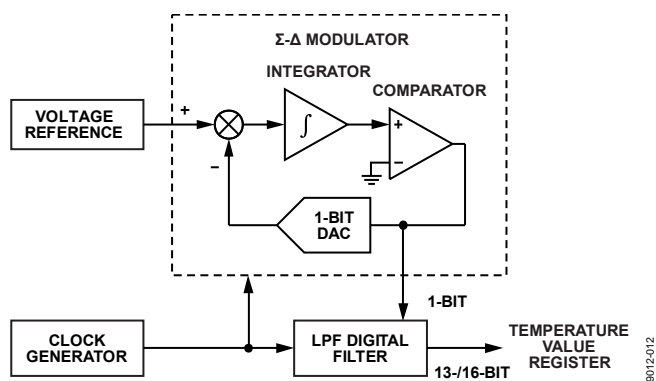 Σ-Δ MODULATOR
INTEGRATOR
COMPARATOR
VOLTAGE
REFERENCE
+
−
∫
+
−
1-BIT
DAC
1-BIT
CLOCK
GENERATOR
LPF DIGITAL
FILTER
13-/16-BIT
TEMPERATURE
VALUE
REGISTER
9012-012